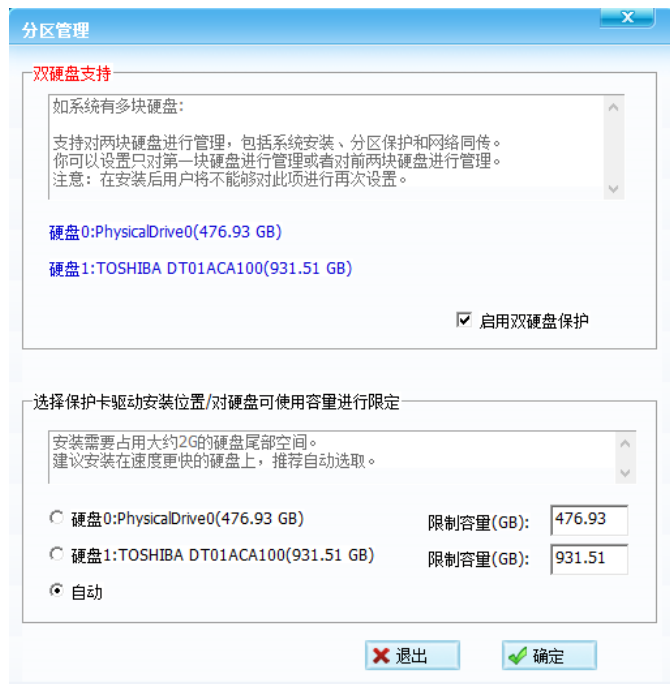 分区管理
双硬盘支持
如系统有多块硬盘:
支持对两块硬盘进行管理，包括系统安装、分区保护和网络同传。
你可以设置只对第一块硬盘进行管理或者对前两块硬盘进行管理。
注意: 在安装后用户将不能够对此项进行再次设置。
硬盘0:PhysicalDrive0(476.93 GB)
硬盘1:TOSHIBA DT01ACA100(931.51 GB)
启用双硬盘保护
选择保护卡驱动安装位置/对硬盘可使用容量进行限定
安装需要占用大约2G的硬盘尾部空间。
建议安装在速度更快的硬盘上，推荐自动选取。
硬盘0:PhysicalDrive0(476.93 GB) 限制容量(GB): 476.93
硬盘1:TOSHIBA DT01ACA100(931.51 GB) 限制容量(GB): 931.51
自动
退出 确定